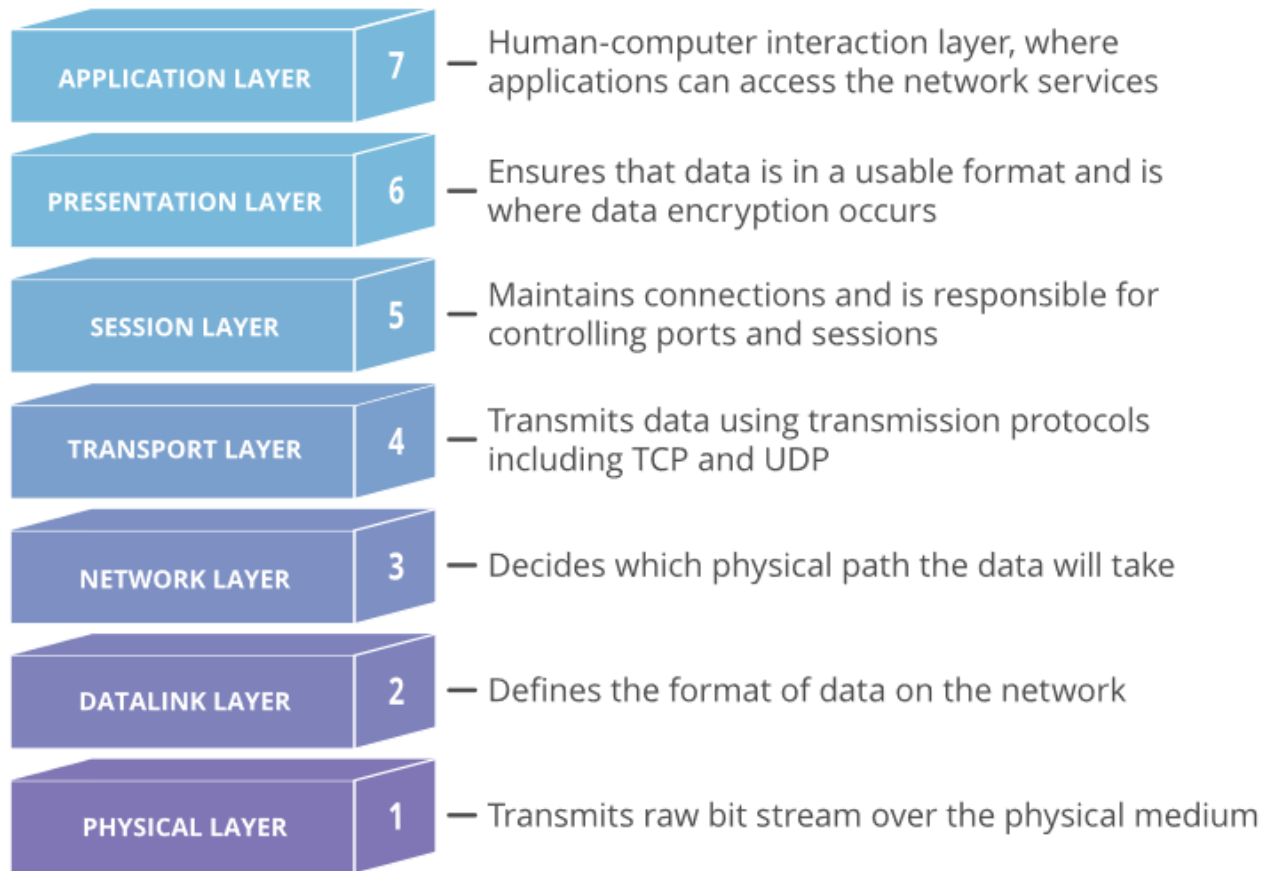 APPLICATION LAYER
7
Human-computer interaction layer, where
applications can access the network services
PRESENTATION LAYER
6
Ensures that data is in a usable format and is
where data encryption occurs
SESSION LAYER
5
Maintains connections and is responsible for
controlling ports and sessions
TRANSPORT LAYER
4
Transmits data using transmission protocols
including TCP and UDP
NETWORK LAYER
3
Decides which physical path the data will take
DATALINK LAYER
2
Defines the format of data on the network
PHYSICAL LAYER
1
Transmits raw bit stream over the physical medium